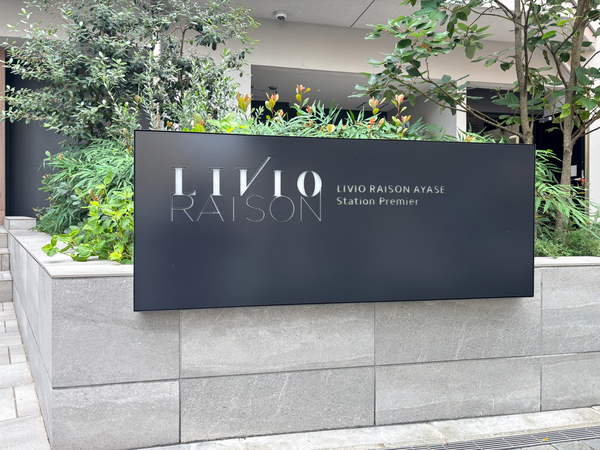 LIVIO
RAISON
LIVIO RAISON AYASE
Station Premier